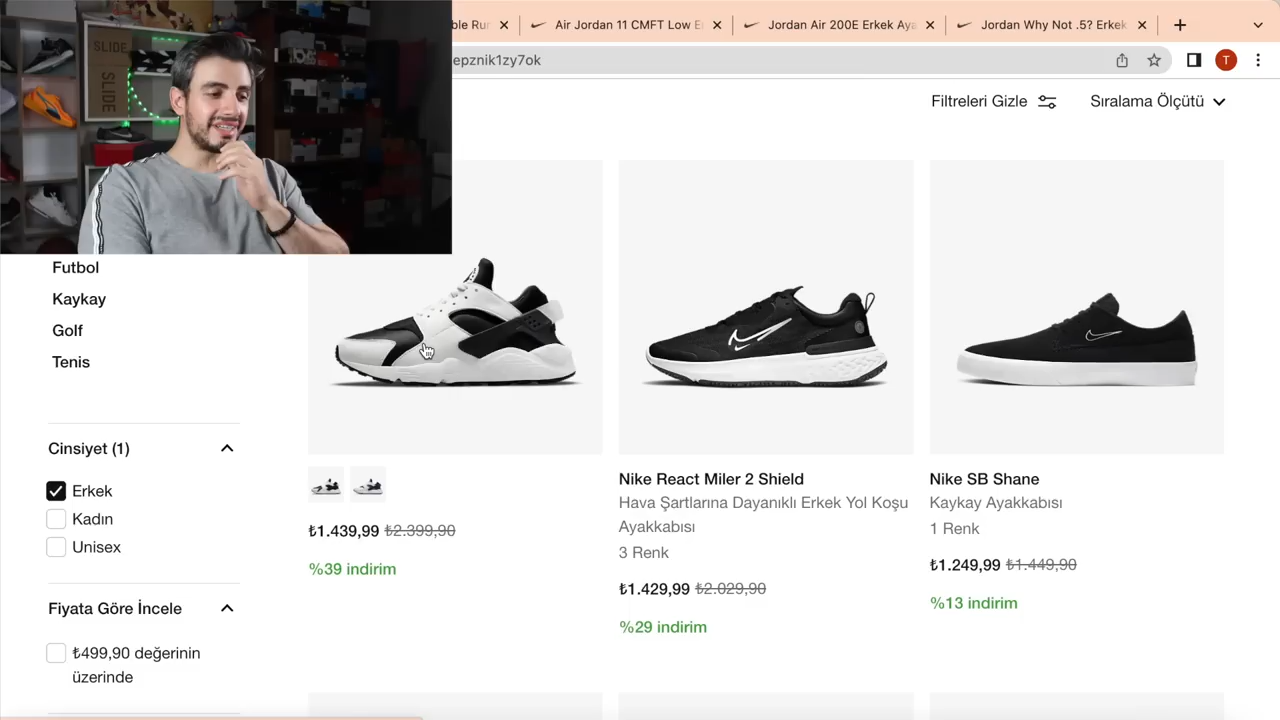 ble Rur
Air Jordan 11 CMFT Low E
Jordan Air 200E Erkek Aya
Jordan Why Not .5? Erkek
epznik1zy7ok
T
SLIDE
SLIDE
Filtreleri Gizle
Sıralama Ölçütü
Futbol
Kaykay
Golf
Tenis
Cinsiyet (1)
Erkek
Kadın
Unisex
Fiyata Göre İncele
₺499,90 değerinin
üzerinde
₺1.439,99 ₺2.399,90
%39 indirim
Nike React Miler 2 Shield
Hava Şartlarına Dayanıklı Erkek Yol Koşu
Ayakkabısı
3 Renk
₺1.429,99 ₺2.029,90
%29 indirim
Nike SB Shane
Kaykay Ayakkabısı
1 Renk
₺1.249,99 ₺1.449,90
%13 indirim